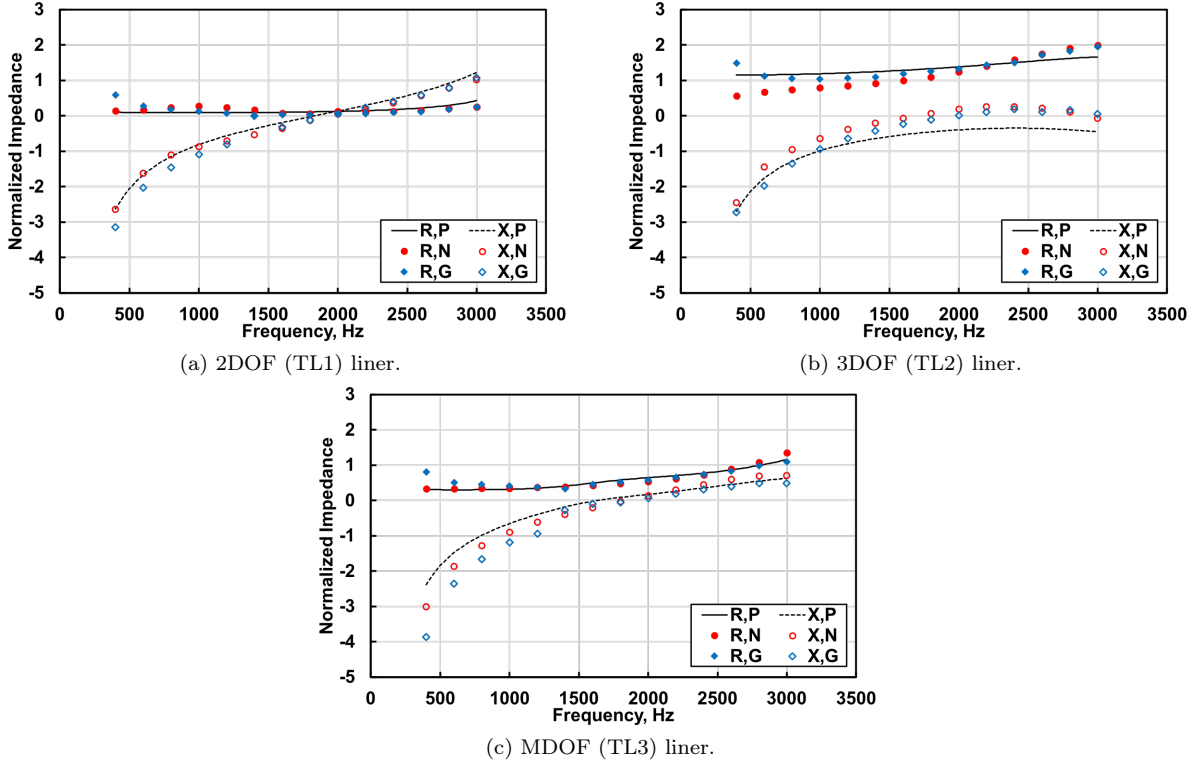 3
2
1
0
-1
-2
-3
-4
-5
Normalized Impedance
R,P X,P
R,N X,N
R,G X,G
0 500 1000 1500 2000 2500 3000 3500
Frequency, Hz
(a) 2DOF (TL1) liner.
3
2
1
0
-1
-2
-3
-4
-5
Normalized Impedance
R,P X,P
R,N X,N
R,G X,G
0 500 1000 1500 2000 2500 3000 3500
Frequency, Hz
(b) 3DOF (TL2) liner.
3
2
1
0
-1
-2
-3
-4
-5
Normalized Impedance
R,P X,P
R,N X,N
R,G X,G
0 500 1000 1500 2000 2500 3000 3500
Frequency, Hz
(c) MDOF (TL3) liner.